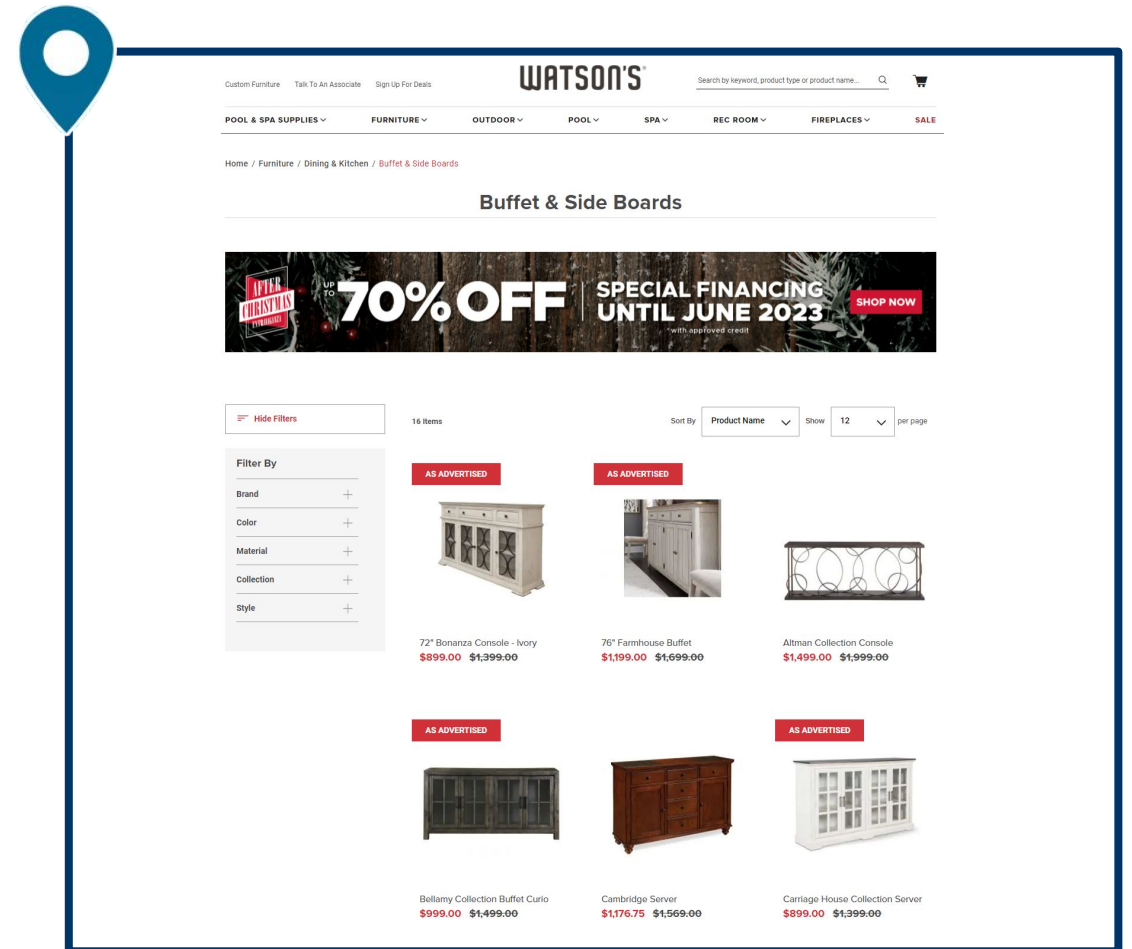 Custom Furniture Talk To An Associate Sign Up For Deals
WATSON'S®
Search by keyword, product type or product name...
POOL & SPA SUPPLIES FURNITURE OUTDOOR POOL SPA REC ROOM FIREPLACES SALE
Home / Furniture / Dining & Kitchen / Buffet & Side Boards
Buffet & Side Boards
AFTER
CHRISTMAS
EXTRAVAGANZA
UP
TO
70% OFF
SPECIAL FINANCING
UNTIL JUNE 2023
*with approved credit
SHOP NOW
Hide Filters
16 Items
Sort By Product Name Show 12 per page
Filter By
Brand
Color
Material
Collection
Style
AS ADVERTISED AS ADVERTISED
72" Bonanza Console - Ivory 76" Farmhouse Buffet Altman Collection Console
$899.00 $1,399.00 $1,199.00 $1,699.00 $1,499.00 $1,999.00
AS ADVERTISED AS ADVERTISED
Bellamy Collection Buffet Curio Cambridge Server Carriage House Collection Server
$999.00 $1,499.00 $1,176.75 $1,569.00 $899.00 $1,399.00